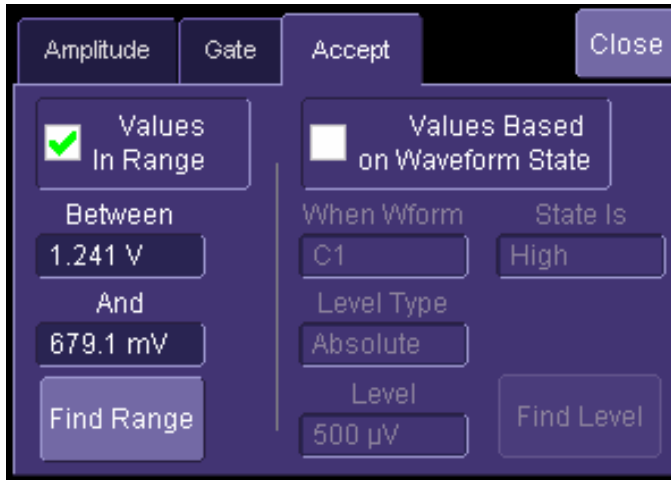 Amplitude
Gate
Accept
Close
Values
In Range
Between
1.241 V
And
679.1 mV
Find Range
Values Based
on Waveform State
When Wform
State Is
C1
High
Level Type
Absolute
Level
500 µV
Find Level